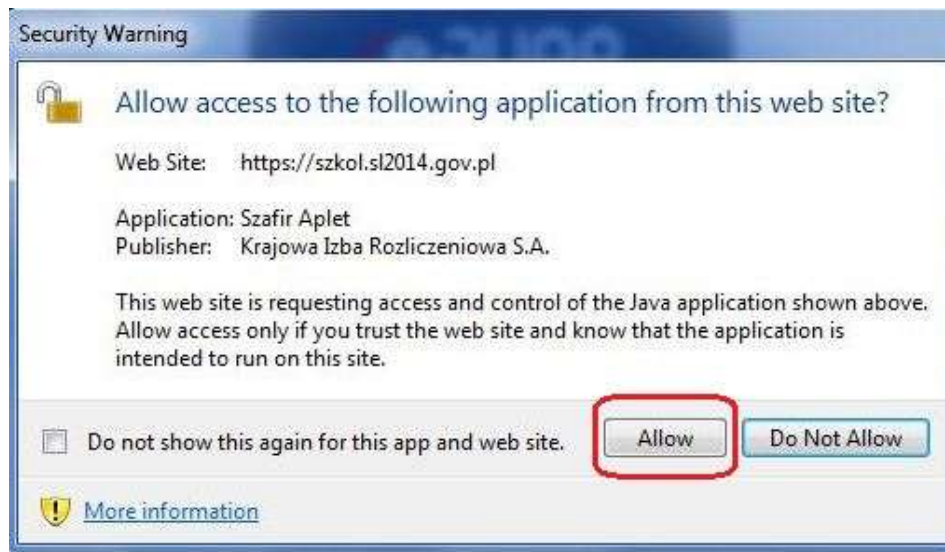 Security Warning
Allow access to the following application from this web site?
Web Site: https://szkol.sl2014.gov.pl
Application: Szafir Aplet
Publisher: Krajowa Izba Rozliczeniowa S.A.
This web site is requesting access and control of the Java application shown above.
Allow access only if you trust the web site and know that the application is
intended to run on this site.
Do not show this again for this app and web site.
Allow
Do Not Allow
More information